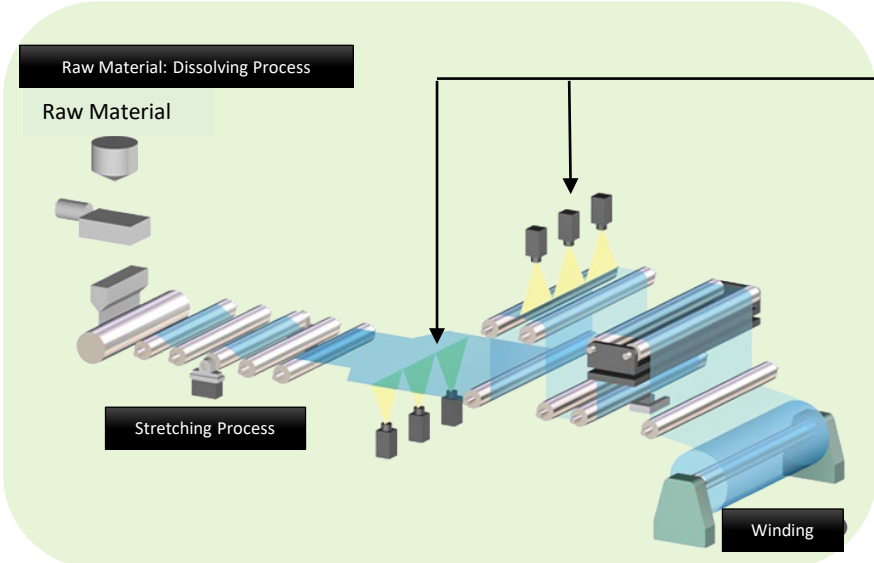 Raw Material: Dissolving Process
Raw Material
Stretching Process
Winding